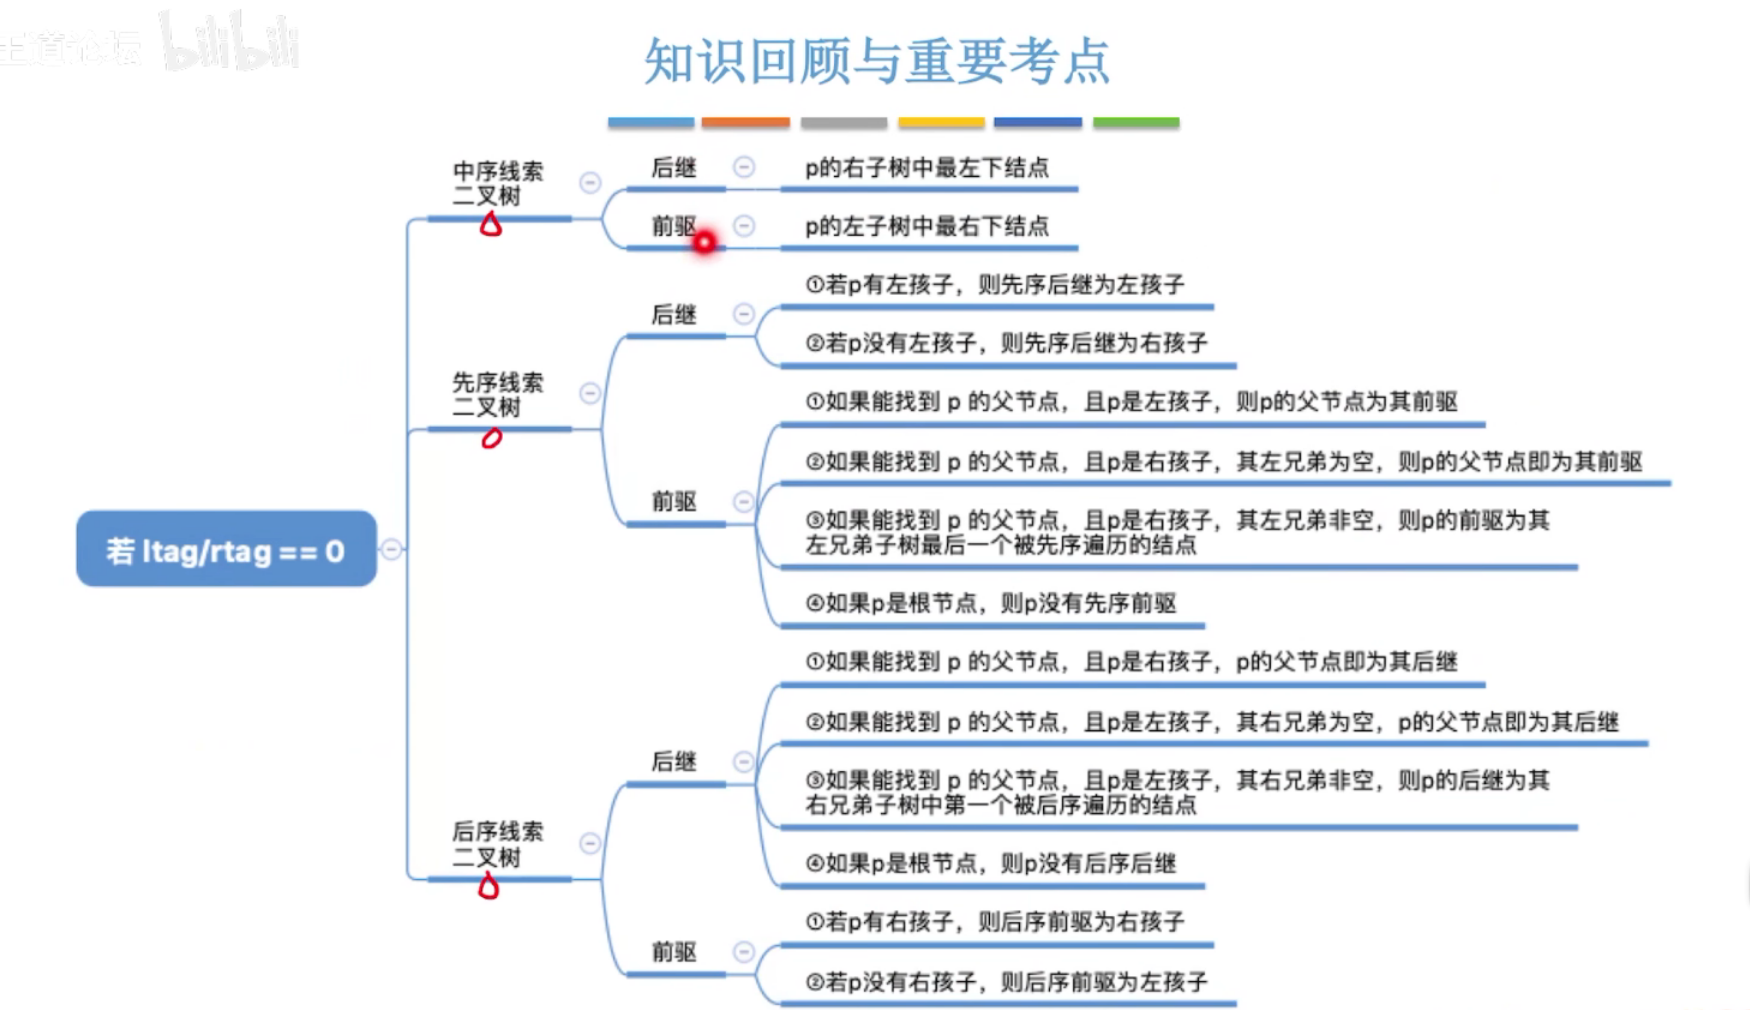 王道论坛 bilibili
知识回顾与重要考点
中序线索
二叉树
后继
p的右子树中最左下结点
前驱
p的左子树中最右下结点
先序线索
二叉树
后继
①若p有左孩子，则先序后继为左孩子
②若p没有左孩子，则先序后继为右孩子
前驱
①如果能找到 p 的父节点，且p是左孩子，则p的父节点为其前驱
②如果能找到 p 的父节点，且p是右孩子，其左兄弟为空，则p的父节点即为其前驱
③如果能找到 p 的父节点，且p是右孩子，其左兄弟非空，则p的前驱为其
左兄弟子树最后一个被先序遍历的结点
④如果p是根节点，则p没有先序前驱
若 ltag/rtag == 0
后序线索
二叉树
后继
①如果能找到 p 的父节点，且p是右孩子，p的父节点即为其后继
②如果能找到 p 的父节点，且p是左孩子，其右兄弟为空，p的父节点即为其后继
③如果能找到 p 的父节点，且p是左孩子，其右兄弟非空，则p的后继为其
右兄弟子树中第一个被后序遍历的结点
④如果p是根节点，则p没有后序后继
前驱
①若p有右孩子，则后序前驱为右孩子
②若p没有右孩子，则后序前驱为左孩子